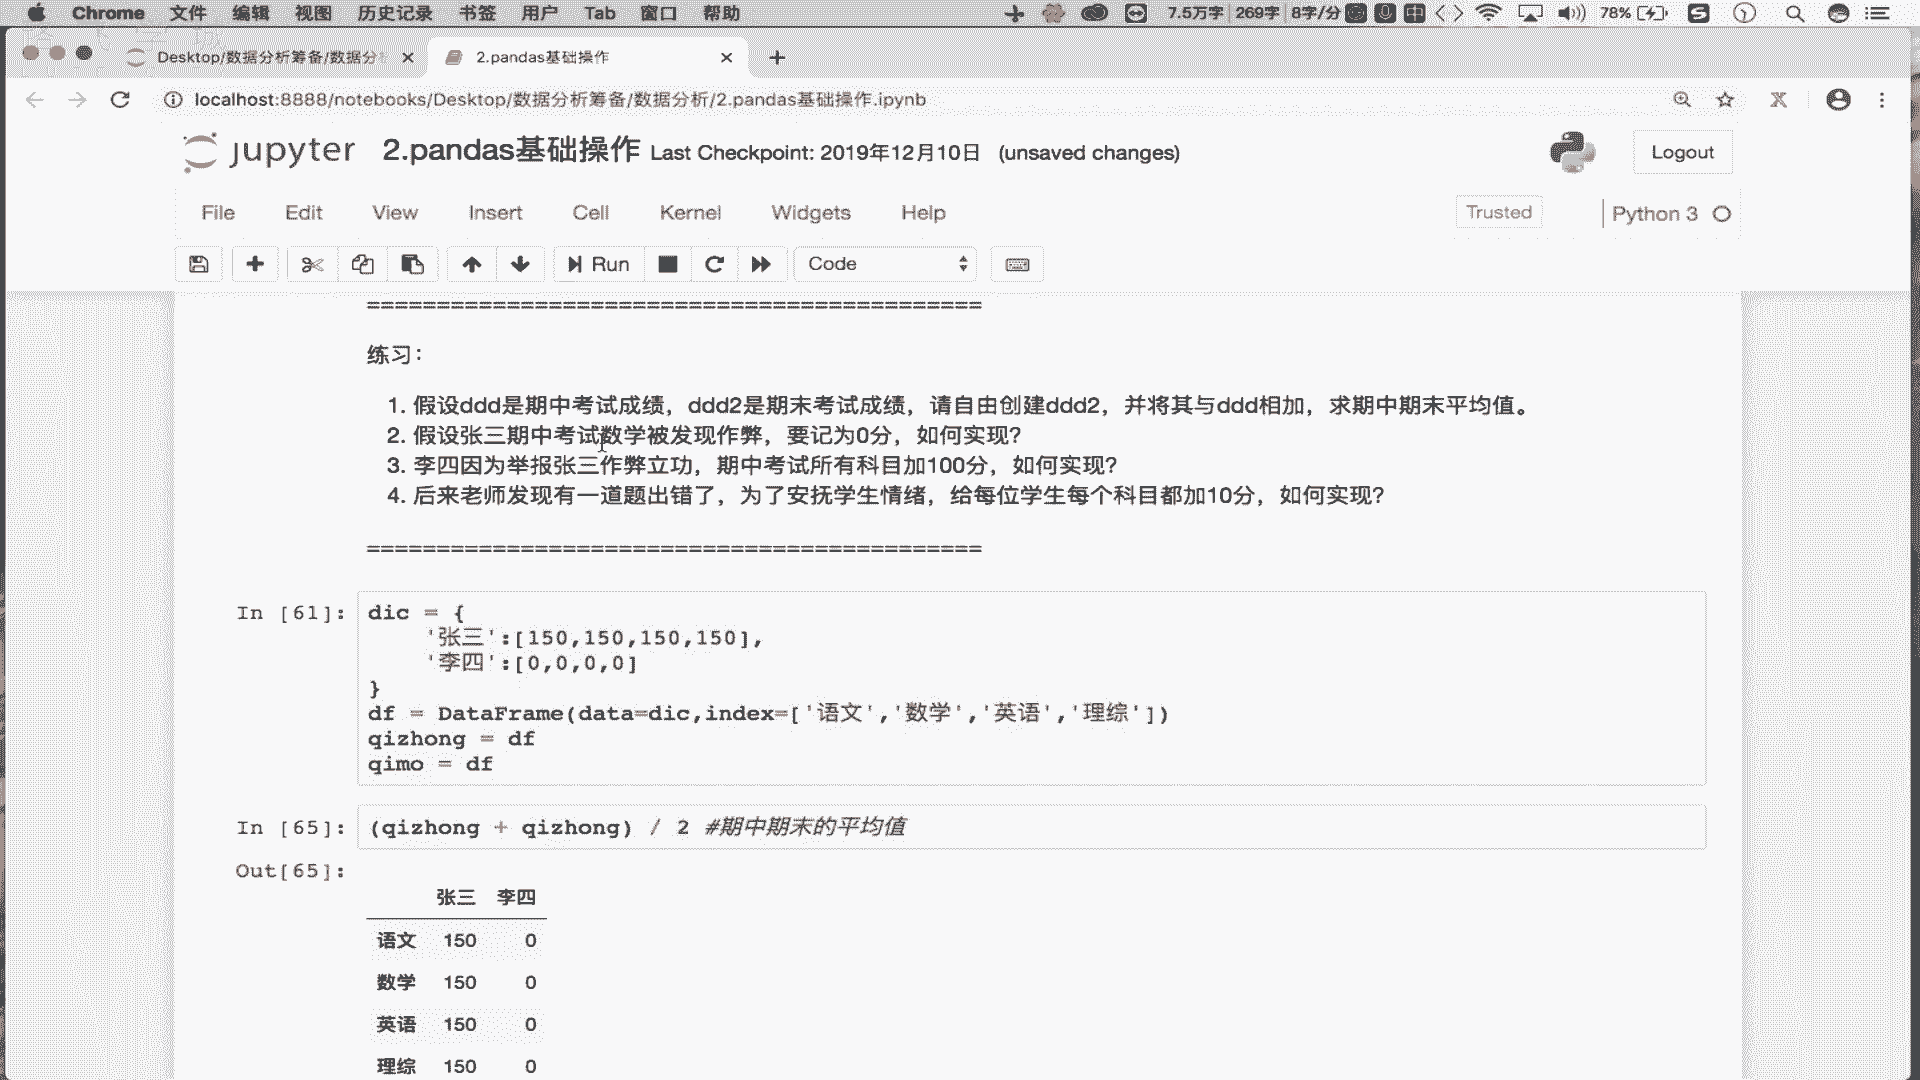 Chrome 文件 编辑 视图 历史记录 书签 用户 Tab 窗口 帮助 7.5万字 269字 8字/分 中 78%
Desktop/数据分析筹备/数据分 2.pandas基础操作
localhost:8888/notebooks/Desktop/数据分析筹备/数据分析/2.pandas基础操作.ipynb
jupyter 2.pandas基础操作 Last Checkpoint: 2019年12月10日 (unsaved changes) Logout
File Edit View Insert Cell Kernel Widgets Help Trusted Python 3
Run Code
============================================
练习：
1. 假设ddd是期中考试成绩，ddd2是期末考试成绩，请自由创建ddd2，并将其与ddd相加，求期中期末平均值。
2. 假设张三期中考试数学被发现作弊，要记为0分，如何实现？
3. 李四因为举报张三作弊立功，期中考试所有科目加100分，如何实现？
4. 后来老师发现有一道题出错了，为了安抚学生情绪，给每位学生每个科目都加10分，如何实现？
============================================
In [61]: dic = {
'张三':[150,150,150,150],
'李四':[0,0,0,0]
}
df = DataFrame(data=dic,index=['语文','数学','英语','理综'])
qizhong = df
qimo = df
In [65]: (qizhong + qizhong) / 2 #期中期末的平均值
Out[65]:
张三 李四
语文 150 0
数学 150 0
英语 150 0
理综 150 0